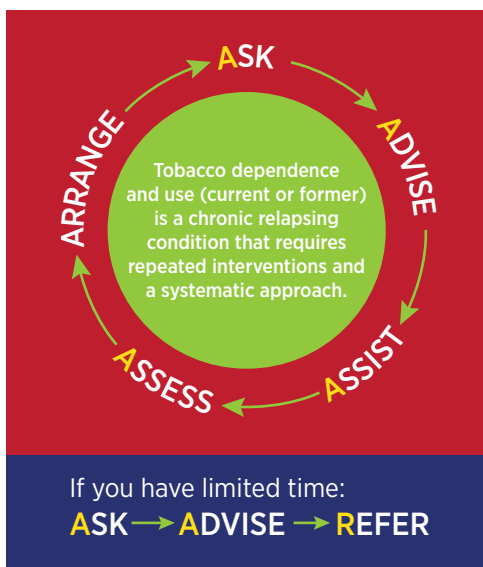 ASK
ADVISE
ASSIST
ASSESS
ARRANGE
Tobacco dependence
and use (current or former)
is a chronic relapsing
condition that requires
repeated interventions and
a systematic approach.
If you have limited time:
ASK → ADVISE → REFER